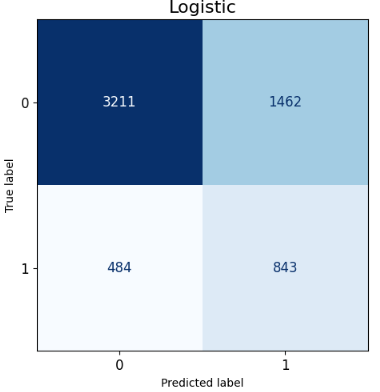 Logistic
0
3211
1462
True label
1
484
843
0
1
Predicted label